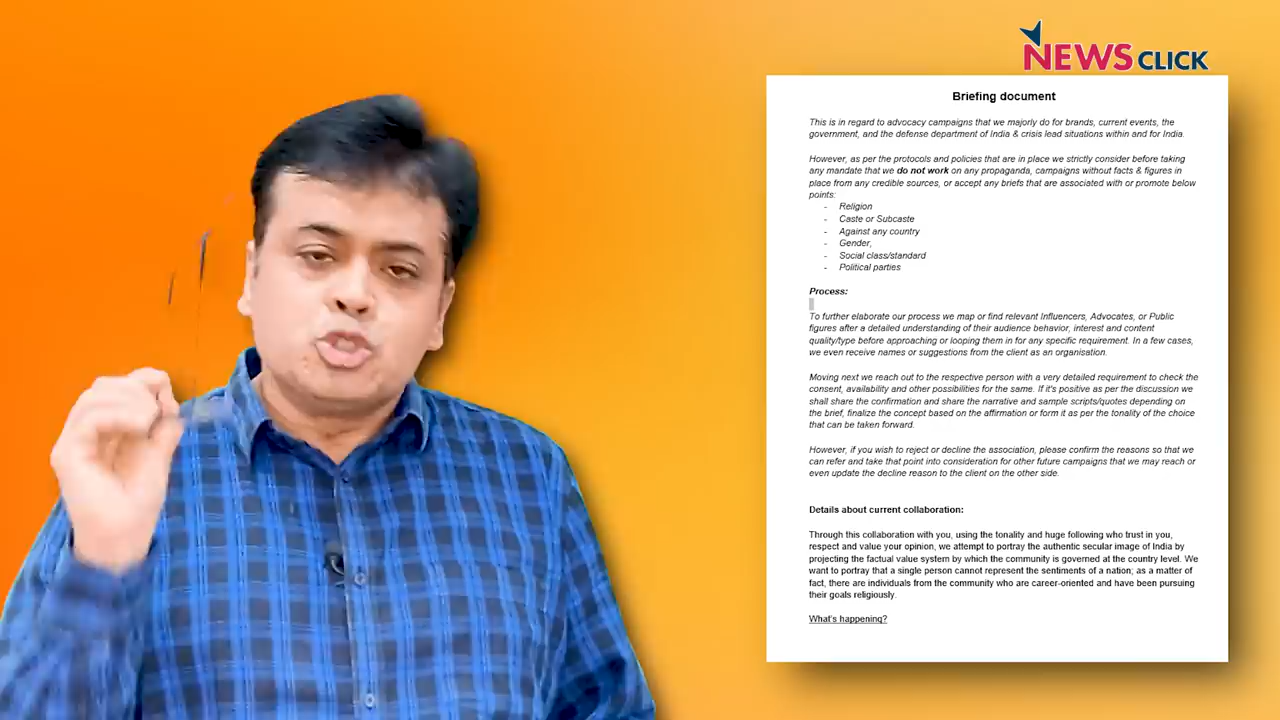 NEWS CLICK
Briefing document
This is in regard to advocacy campaigns that we majorly do for brands, current events, the
government, and the defense department of India & crisis lead situations within and for India.
However, as per the protocols and policies that are in place we strictly consider before taking
any mandate that we do not work on any propaganda, campaigns without facts & figures in
place from any credible sources, or accept any briefs that are associated with or promote below
points:
- Religion
- Caste or Subcaste
- Against any country
- Gender,
- Social class/standard
- Political parties
Process:
To further elaborate our process we map or find relevant Influencers, Advocates, or Public
figures after a detailed understanding of their audience behavior, interest and content
quality/type before approaching or looping them in for any specific requirement. In a few cases,
we even receive names or suggestions from the client as an organisation.
Moving next we reach out to the respective person with a very detailed requirement to check the
consent, availability and other possibilities for the same. If it's positive as per the discussion we
shall share the confirmation and share the narrative and sample scripts/quotes depending on
the brief, finalize the concept based on the affirmation or form it as per the tonality of the choice
that can be taken forward.
However, if you wish to reject or decline the association, please confirm the reasons so that we
can refer and take that point into consideration for other future campaigns that we may reach or
even update the decline reason to the client on the other side.
Details about current collaboration:
Through this collaboration with you, using the tonality and huge following who trust in you,
respect and value your opinion, we attempt to portray the authentic secular image of India by
projecting the factual value system by which the community is governed at the country level. We
want to portray that a single person cannot represent the sentiments of a nation; as a matter of
fact, there are individuals from the community who are career-oriented and have been pursuing
their goals religiously.
What's happening?